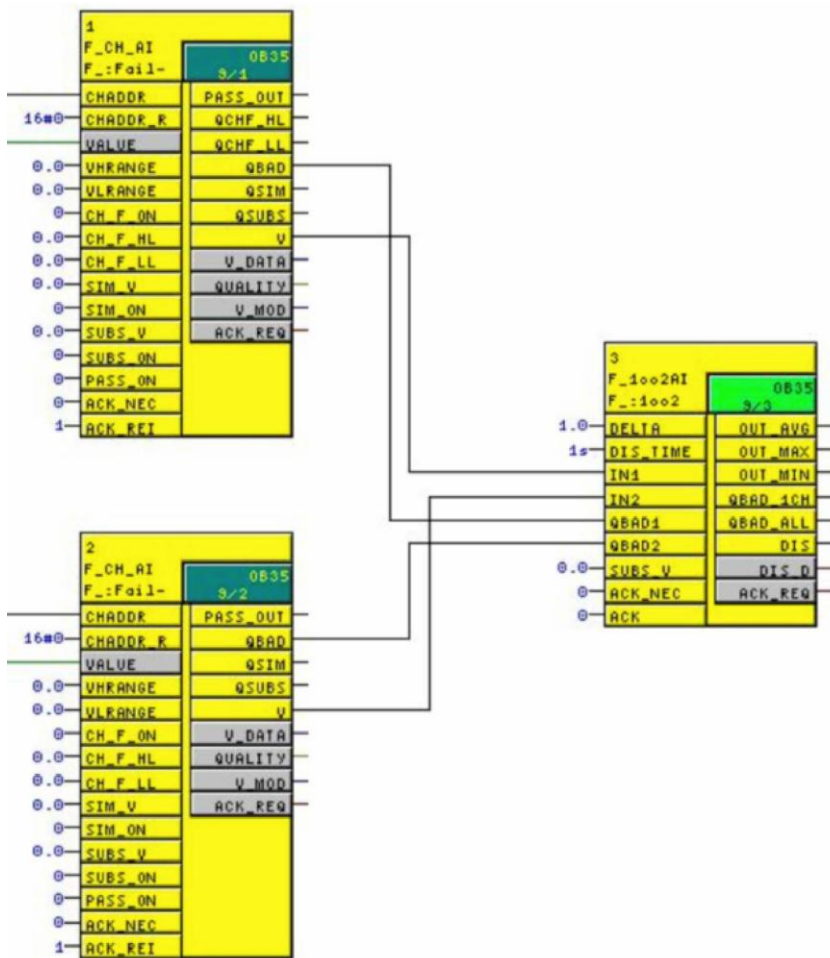 1
F_CH_AI
F_:Fail-
OB35
9/1
CHADDR PASS_OUT
16#0 CHADDR_R QCHF_HL
VALUE QCHF_LL
0.0 VHRANGE QBAD
0.0 VLRANGE QSIM
0 CH_F_ON QSUBS
0.0 CH_F_HL V
0.0 CH_F_LL V_DATA
0.0 SIM_V QUALITY
0 SIM_ON V_MOD
0.0 SUBS_V ACK_REQ
0 SUBS_ON
0 PASS_ON
0 ACK_NEC
1 ACK_REI
3
F_1oo2AI
F_:1oo2
OB35
9/3
1.0 DELTA OUT_AVG
1s DIS_TIME OUT_MAX
IN1 OUT_MIN
IN2 QBAD_1CH
QBAD1 QBAD_ALL
QBAD2 DIS
0.0 SUBS_V DIS_D
0 ACK_NEC ACK_REQ
0 ACK
2
F_CH_AI
F_:Fail-
OB35
9/2
CHADDR PASS_OUT
16#0 CHADDR_R QBAD
VALUE QSIM
0.0 VHRANGE QSUBS
0.0 VLRANGE V
0 CH_F_ON V_DATA
0.0 CH_F_HL QUALITY
0.0 CH_F_LL V_MOD
0.0 SIM_V ACK_REQ
0 SIM_ON
0.0 SUBS_V
0 SUBS_ON
0 PASS_ON
0 ACK_NEC
1 ACK_REI